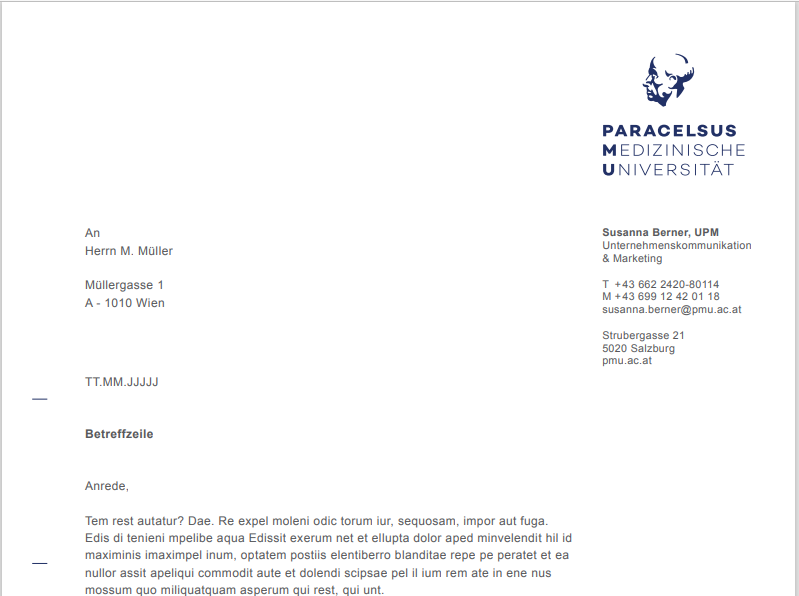 PARACELSUS
MEDIZINISCHE
UNIVERSITÄT
An
Herrn M. Müller
Müllergasse 1
A - 1010 Wien
Susanna Berner, UPM
Unternehmenskommunikation
& Marketing
T +43 662 2420-80114
M +43 699 12 42 01 18
susanna.berner@pmu.ac.at
Strubergasse 21
5020 Salzburg
pmu.ac.at
TT.MM.JJJJJ
Betreffzeile
Anrede,
Tem rest autatur? Dae. Re expel moleni odic torum iur, sequosam, impor aut fuga.
Edis di tenieni mpelibe aqua Edissit exerum net et ellupta dolor aped minvelendit hil id
maximinis imaximpel inum, optatem postiis elentiberro blanditae repe pe peratet et ea
nullor assit apeliqui commodit aute et dolendi scipsae pel il ium rem ate in ene nus
mossum quo miliquatquam asperum qui rest, qui unt.